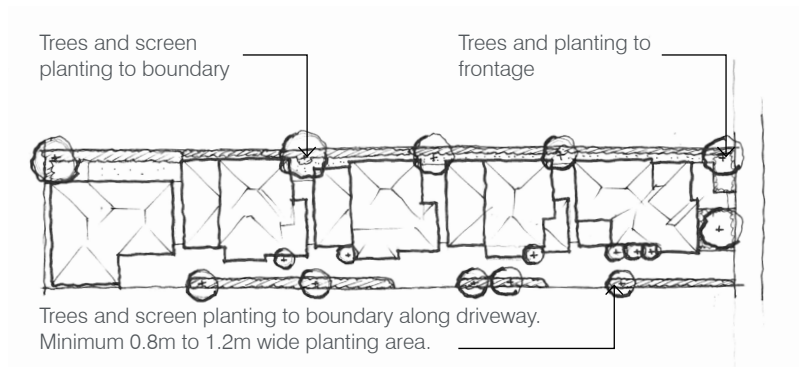 Trees and screen
planting to boundary
Trees and planting to
frontage
Trees and screen planting to boundary along driveway.
Minimum 0.8m to 1.2m wide planting area.